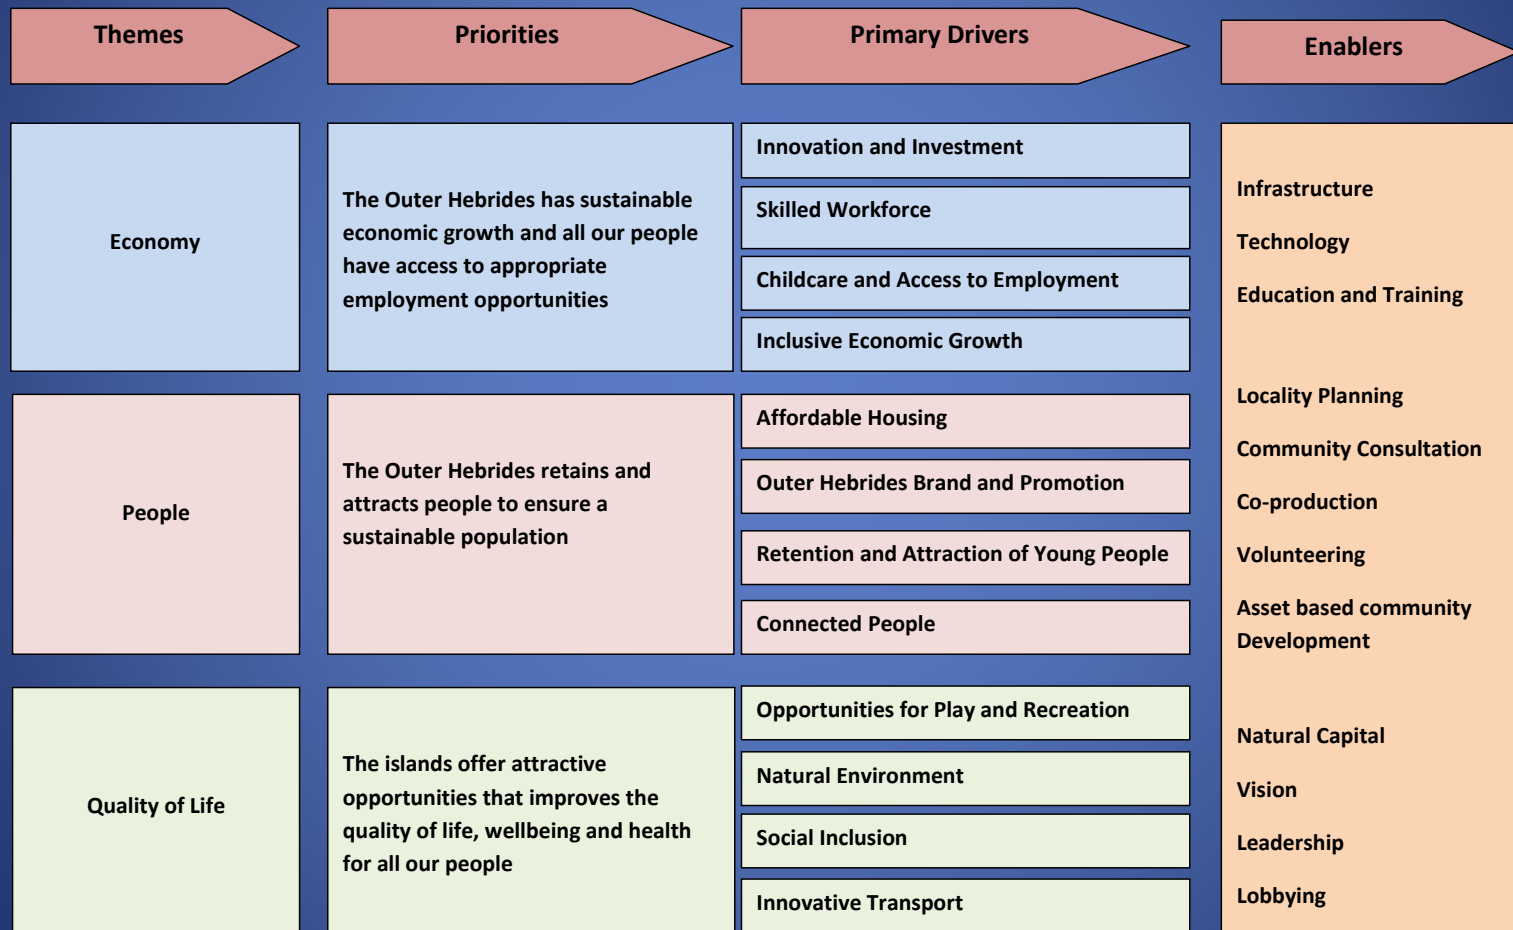 Themes
Priorities
Primary Drivers
Enablers
Economy
The Outer Hebrides has sustainable
economic growth and all our people
have access to appropriate
employment opportunities
Innovation and Investment
Skilled Workforce
Childcare and Access to Employment
Inclusive Economic Growth
People
The Outer Hebrides retains and
attracts people to ensure a
sustainable population
Affordable Housing
Outer Hebrides Brand and Promotion
Retention and Attraction of Young People
Connected People
Quality of Life
The islands offer attractive
opportunities that improves the
quality of life, wellbeing and health
for all our people
Opportunities for Play and Recreation
Natural Environment
Social Inclusion
Innovative Transport
Infrastructure
Technology
Education and Training
Locality Planning
Community Consultation
Co-production
Volunteering
Asset based community
Development
Natural Capital
Vision
Leadership
Lobbying